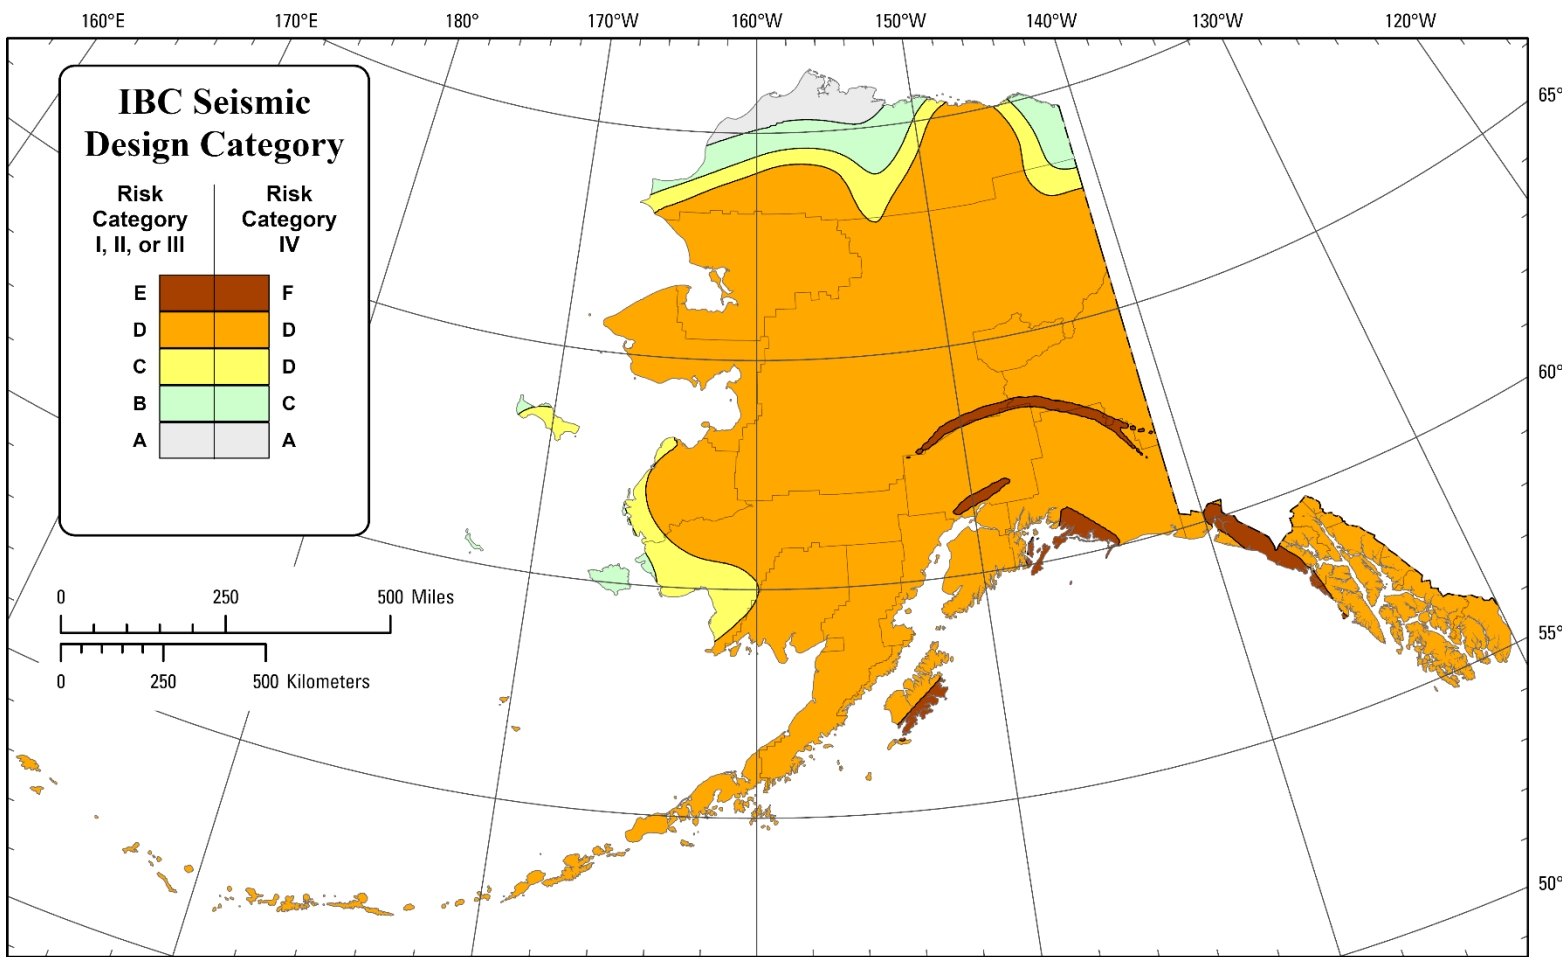 160°E 170°E 180° 170°W 160°W 150°W 140°W 130°W 120°W
65°
60°
55°
50°
IBC Seismic
Design Category
Risk
Category
I, II, or III
Risk
Category
IV
E F
D D
C D
B C
A A
0 250 500 Miles
0 250 500 Kilometers